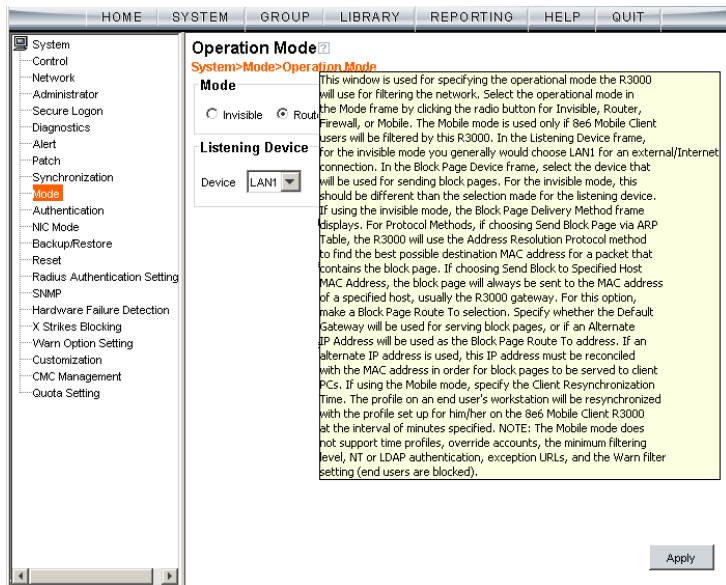 HOME SYSTEM GROUP LIBRARY REPORTING HELP QUIT
System
Control
Network
Administrator
Secure Logon
Diagnostics
Alert
Patch
Synchronization
Mode
Authentication
NIC Mode
Backup/Restore
Reset
Radius Authentication Setting
SNMP
Hardware Failure Detection
X Strikes Blocking
Warn Option Setting
Customization
CMC Management
Quota Setting
Operation Mode
System>Mode>Operation Mode
Mode
Invisible
Listening Device
Device LAN1
This window is used for specifying the operational mode the R3000
will use for filtering the network. Select the operational mode in
the Mode frame by clicking the radio button for Invisible, Router,
Firewall, or Mobile. The Mobile mode is used only if 8e6 Mobile Client
users will be filtered by this R3000. In the Listening Device frame,
for the invisible mode you generally would choose LAN1 for an external/Internet
connection. In the Block Page Device frame, select the device that
will be used for sending block pages. For the invisible mode, this
should be different than the selection made for the listening device.
If using the invisible mode, the Block Page Delivery Method frame
displays. For Protocol Methods, if choosing Send Block Page via ARP
Table, the R3000 will use the Address Resolution Protocol method
to find the best possible destination MAC address for a packet that
contains the block page. If choosing Send Block to Specified Host
MAC Address, the block page will always be sent to the MAC address
of a specified host, usually the R3000 gateway. For this option,
make a Block Page Route To selection. Specify whether the Default
Gateway will be used for serving block pages, or if an Alternate
IP Address will be used as the Block Page Route To address. If an
alternate IP address is used, this IP address must be reconciled
with the MAC address in order for block pages to be served to client
PCs. If using the Mobile mode, specify the Client Resynchronization
Time. The profile on an end user's workstation will be resynchronized
with the profile set up for him/her on the 8e6 Mobile Client R3000
at the interval of minutes specified. NOTE: The Mobile mode does
not support time profiles, override accounts, the minimum filtering
level, NT or LDAP authentication, exception URLs, and the Warn filter
setting (end users are blocked).
Apply